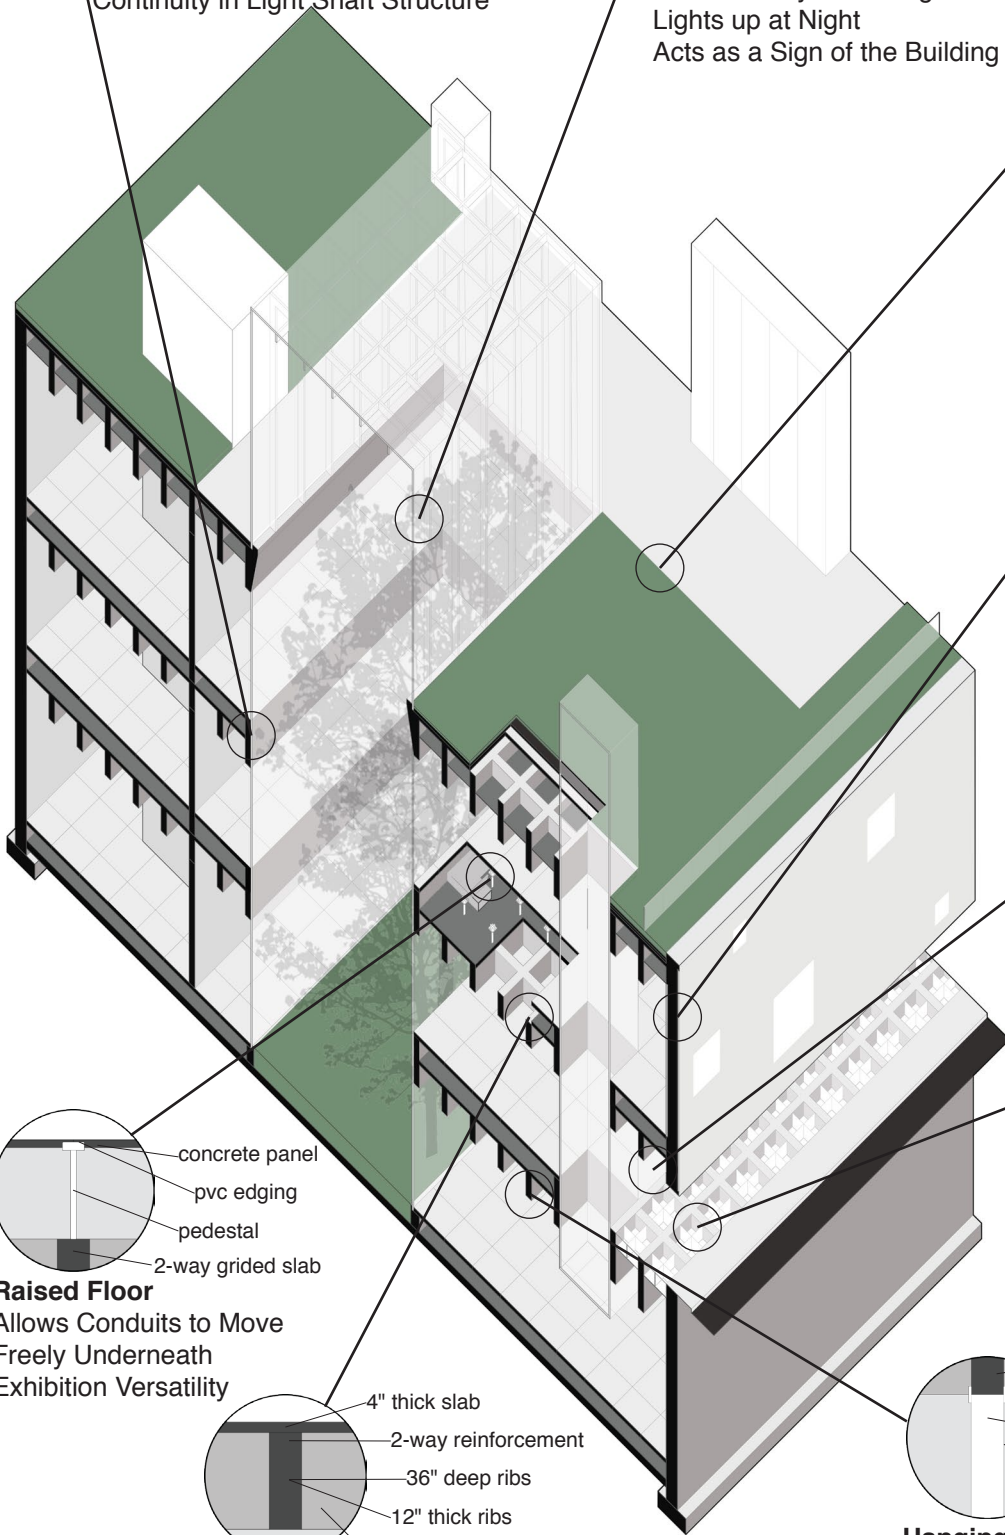 Continuity in Light Shaft Structure
Lights up at Night
Acts as a Sign of the Building
concrete panel
pvc edging
pedestal
2-way grided slab
Raised Floor
Allows Conduits to Move
Freely Underneath
Exhibition Versatility
4" thick slab
2-way reinforcement
36" deep ribs
12" thick ribs
Hanging